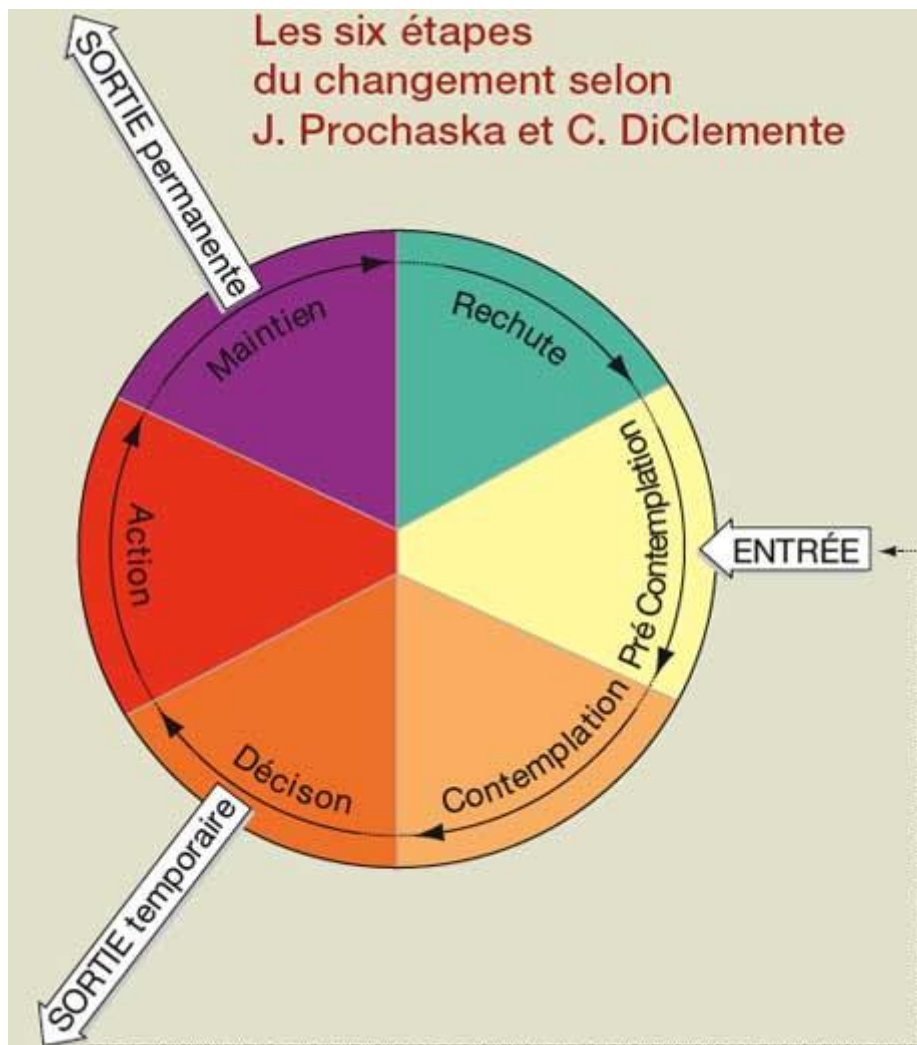 Les six étapes
du changement selon
J. Prochaska et C. DiClemente
SORTIE permanente
Maintien
Rechute
Pré Contemplation
ENTRÉE
Contemplation
Décison
Action
SORTIE temporaire